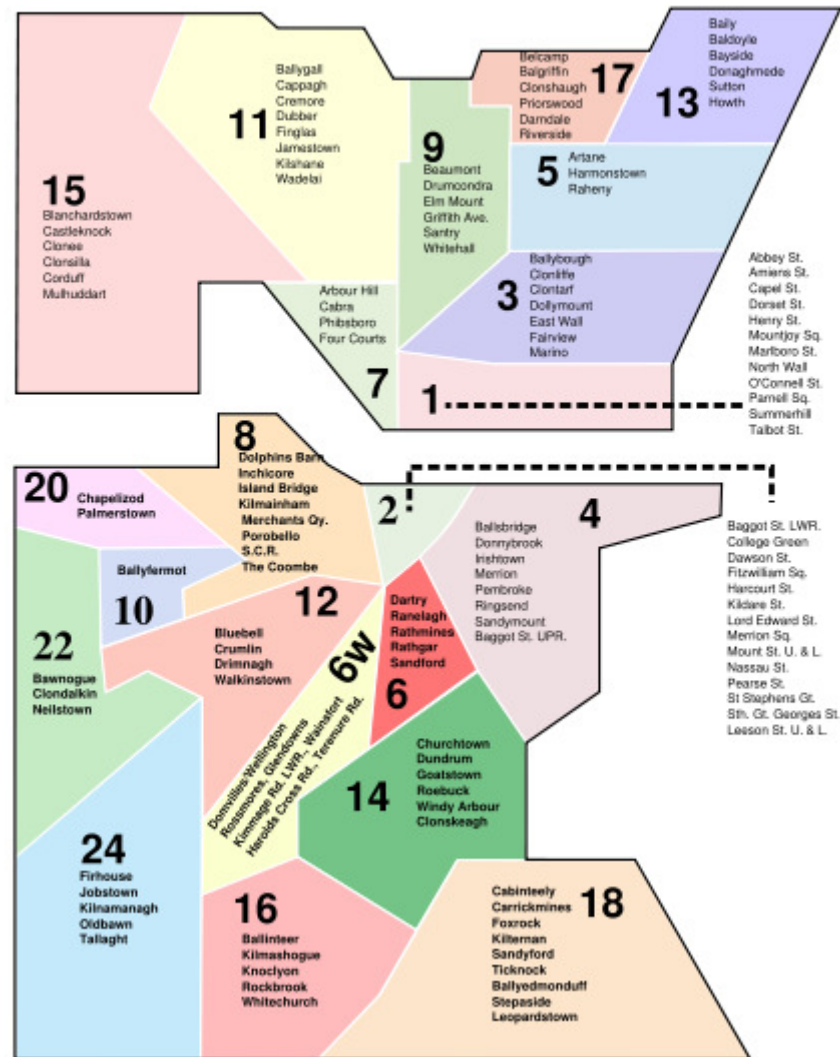 15
Blanchardstown
Castleknock
Clonee
Clonsilla
Corduff
Mulhuddart
11
Ballygall
Cappagh
Cremore
Dubber
Finglas
Jamestown
Kilshane
Wadelai
9
Beaumont
Drumcondra
Elm Mount
Griffith Ave.
Santry
Whitehall
17
Belcamp
Balgriffin
Clonshaugh
Priorswood
Darndale
Riverside
13
Baily
Baldoyle
Bayside
Donaghmede
Sutton
Howth
5
Artane
Harmonstown
Raheny
3
Ballybough
Clonliffe
Clontarf
Dollymount
East Wall
Fairview
Marino
7
Arbour Hill
Cabra
Phibsboro
Four Courts
1
Abbey St.
Amiens St.
Capel St.
Dorset St.
Henry St.
Mountjoy Sq.
Marlboro St.
North Wall
O'Connell St.
Parnell Sq.
Summerhill
Talbot St.
8
Dolphins Barn
Inchicore
Island Bridge
Kilmainham
Merchants Qy.
Porobello
S.C.R.
The Coombe
20
Chapelizod
Palmerstown
2
Baggot St. LWR.
College Green
Dawson St.
Fitzwilliam Sq.
Harcourt St.
Kildare St.
Lord Edward St.
Merrion Sq.
Mount St. U. & L.
Nassau St.
Pearse St.
St Stephens Gt.
Sth. Gt. Georges St.
Leeson St. U. & L.
4
Ballsbridge
Donnybrook
Irishtown
Merrion
Pembroke
Ringsend
Sandymount
Baggot St. UPR.
10
Ballyfermot
12
Bluebell
Crumlin
Drimnagh
Walkinstown
22
Bawnogue
Clondalkin
Neilstown
6w
Domvilles:Wellington
Rossmores, Glendowns
Kimmage Rd. LWR., Wainsfort
Herolds Cross Rd., Terenure Rd.
6
Dartry
Ranelagh
Rathmines
Rathgar
Sandford
14
Churchtown
Dundrum
Goatstown
Roebuck
Windy Arbour
Clonskeagh
24
Firhouse
Jobstown
Kilnamanagh
Oldbawn
Tallaght
16
Ballinteer
Kilmashogue
Knoclyon
Rockbrook
Whitechurch
18
Cabinteely
Carrickmines
Foxrock
Kilternan
Sandyford
Ticknock
Ballyedmonduff
Stepaside
Leopardstown